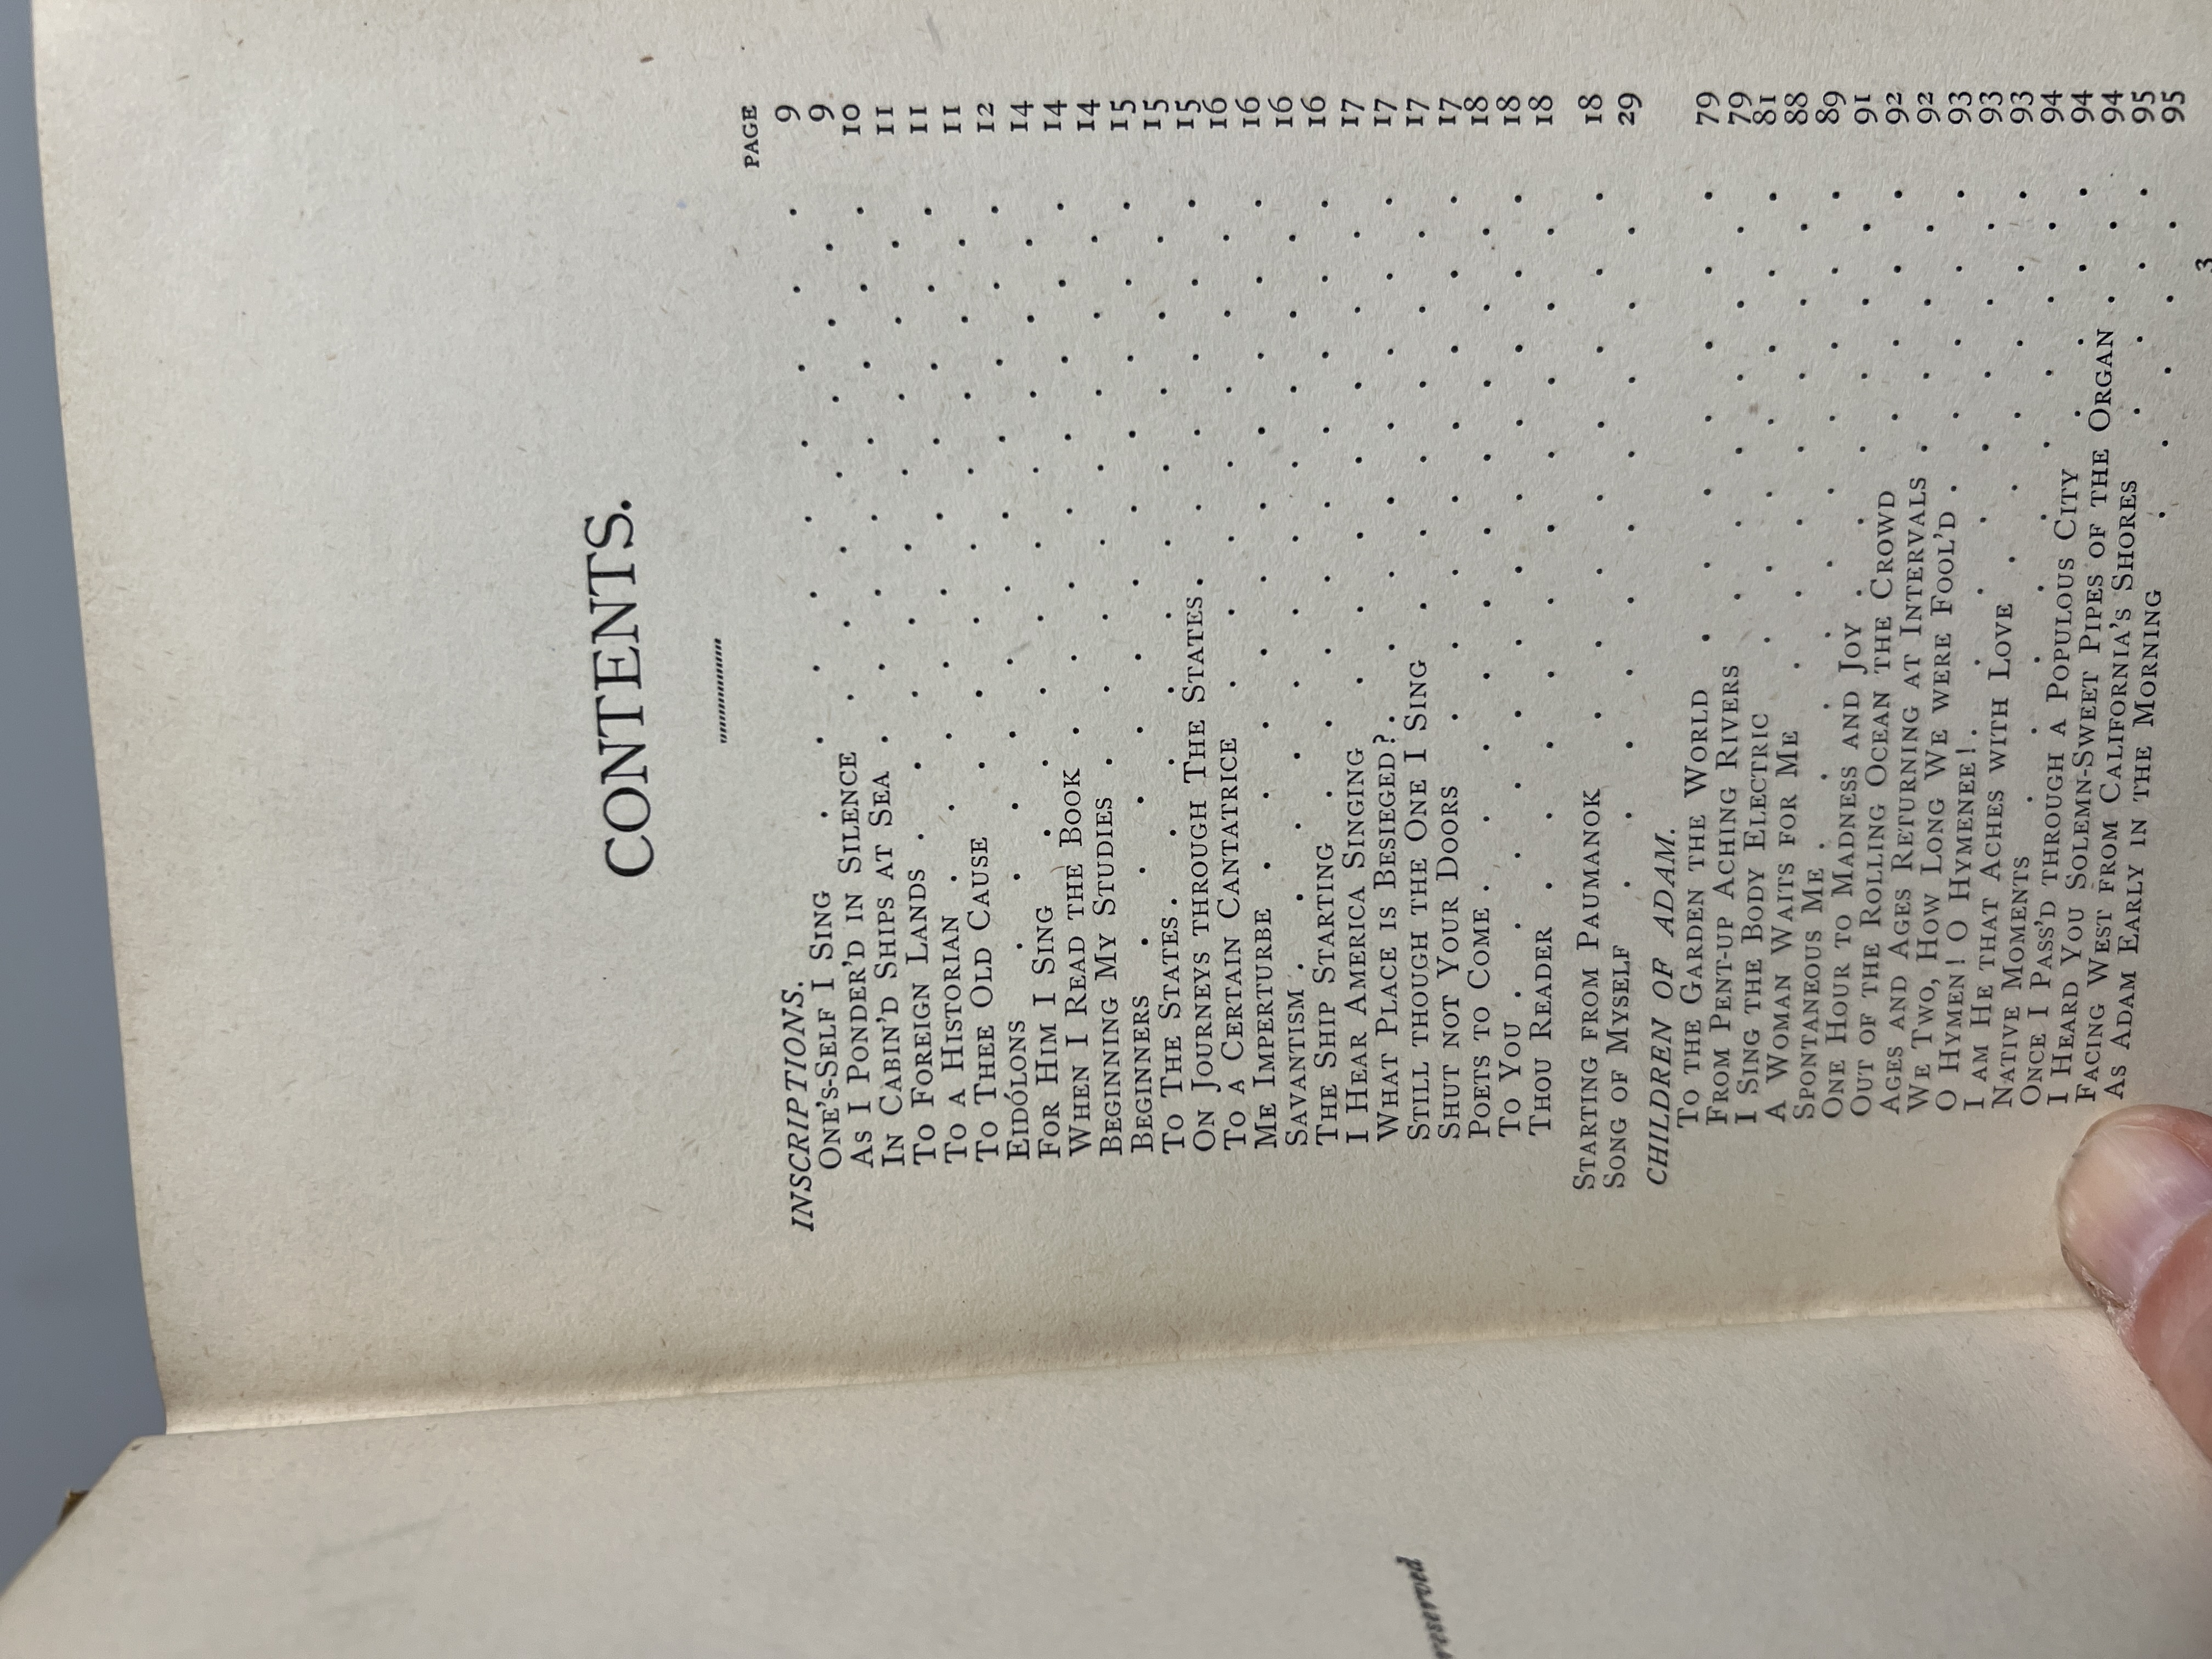 CONTENTS.
PAGE
INSCRIPTIONS.
ONE'S-SELF I SING . . . . . . . . . 9
AS I PONDER'D IN SILENCE . . . . . . . . 9
IN CABIN'D SHIPS AT SEA . . . . . . . . 10
TO FOREIGN LANDS . . . . . . . . . 11
TO A HISTORIAN . . . . . . . . . 11
TO THEE OLD CAUSE . . . . . . . . 11
EIDÓLONS . . . . . . . . . . 12
FOR HIM I SING . . . . . . . . . 14
WHEN I READ THE BOOK . . . . . . . . 14
BEGINNING MY STUDIES . . . . . . . . 14
BEGINNERS . . . . . . . . . . 15
TO THE STATES . . . . . . . . . 15
ON JOURNEYS THROUGH THE STATES . . . . . . 15
TO A CERTAIN CANTATRICE . . . . . . . 16
ME IMPERTURBE . . . . . . . . . 16
SAVANTISM . . . . . . . . . . 16
THE SHIP STARTING . . . . . . . . . 16
I HEAR AMERICA SINGING . . . . . . . 17
WHAT PLACE IS BESIEGED? . . . . . . . . 17
STILL THOUGH THE ONE I SING . . . . . . 17
SHUT NOT YOUR DOORS . . . . . . . . 17
POETS TO COME . . . . . . . . . 18
TO YOU . . . . . . . . . . 18
THOU READER . . . . . . . . . 18
STARTING FROM PAUMANOK . . . . . . . 18
SONG OF MYSELF . . . . . . . . . 29
CHILDREN OF ADAM.
TO THE GARDEN THE WORLD . . . . . . . 79
FROM PENT-UP ACHING RIVERS . . . . . . 79
I SING THE BODY ELECTRIC . . . . . . . 81
A WOMAN WAITS FOR ME . . . . . . . 88
SPONTANEOUS ME . . . . . . . . . 89
ONE HOUR TO MADNESS AND JOY . . . . . . 91
OUT OF THE ROLLING OCEAN THE CROWD . . . . 92
AGES AND AGES RETURNING AT INTERVALS . . . . 92
WE TWO, HOW LONG WE WERE FOOL'D . . . . . 93
O HYMEN! O HYMENEE! . . . . . . . . 93
I AM HE THAT ACHES WITH LOVE . . . . . . 93
NATIVE MOMENTS . . . . . . . . . 94
ONCE I PASS'D THROUGH A POPULOUS CITY . . . . 94
I HEARD YOU SOLEMN-SWEET PIPES OF THE ORGAN . . 94
FACING WEST FROM CALIFORNIA'S SHORES . . . . 95
AS ADAM EARLY IN THE MORNING . . . . . . 95
3
reserved